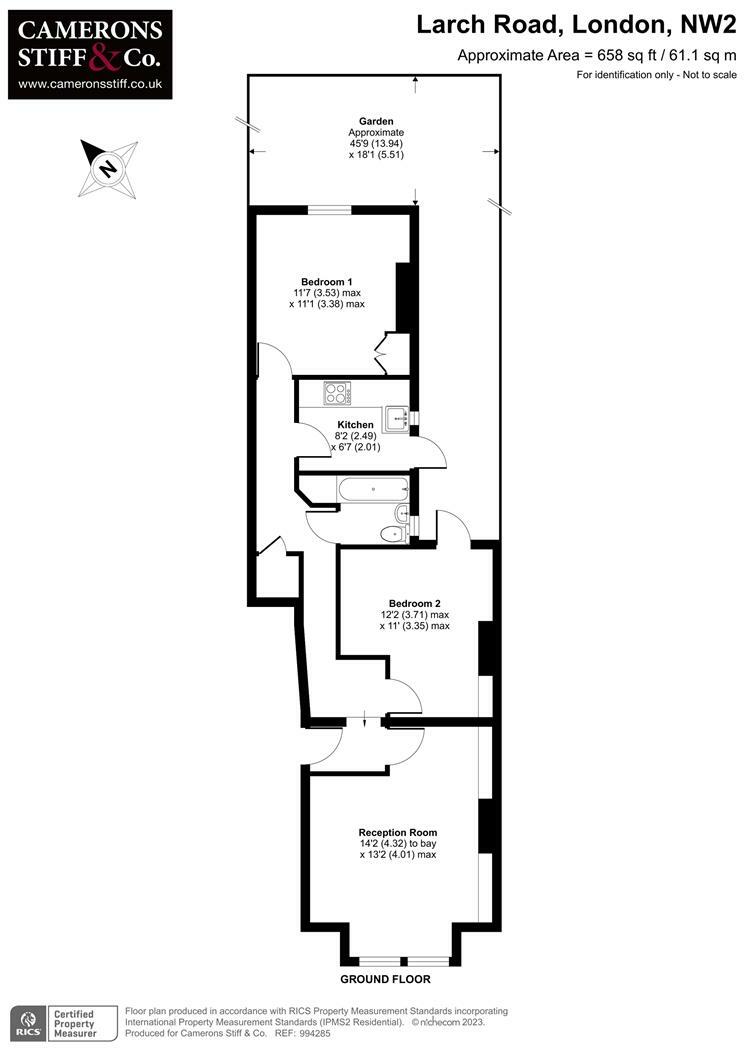 CAMERONS
STIFF & Co.
www.cameronsstiff.co.uk
Larch Road, London, NW2
Approximate Area = 658 sq ft / 61.1 sq m
For identification only - Not to scale
N
Garden
Approximate
45'9 (13.94)
x 18'1 (5.51)
Bedroom 1
11'7 (3.53) max
x 11'1 (3.38) max
Kitchen
8'2 (2.49)
x 6'7 (2.01)
Bedroom 2
12'2 (3.71) max
x 11' (3.35) max
Reception Room
14'2 (4.32) to bay
x 13'2 (4.01) max
GROUND FLOOR
RICS
Certified
Property
Measurer
Floor plan produced in accordance with RICS Property Measurement Standards incorporating
International Property Measurement Standards (IPMS2 Residential). © nichecom 2023.
Produced for Camerons Stiff & Co. REF: 994285